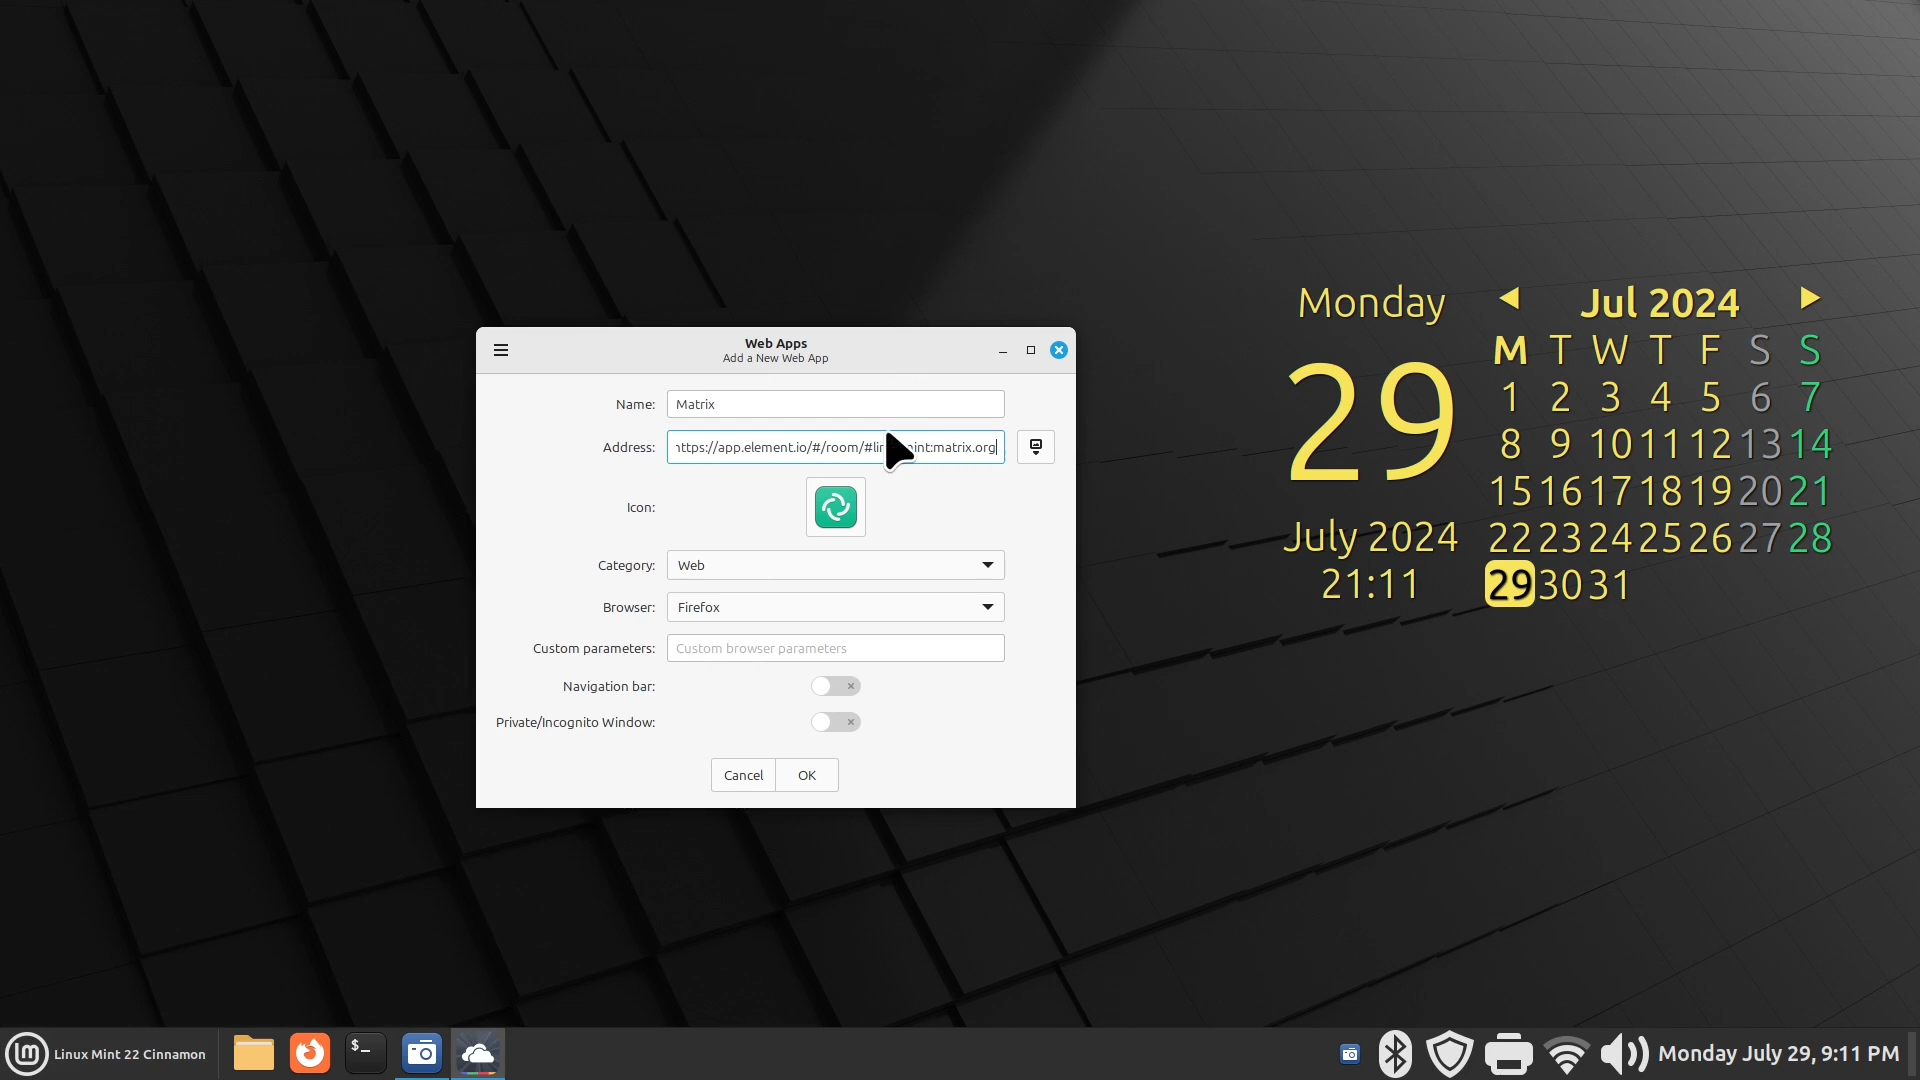 Web Apps
Add a New Web App
Name: Matrix
Address: https://app.element.io/#/room/#linuxmint:matrix.org
Icon:
Category: Web
Browser: Firefox
Custom parameters: Custom browser parameters
Navigation bar:
Private/Incognito Window:
Cancel OK
Monday
29
July 2024
21:11
Jul 2024
M T W T F S S
1 2 3 4 5 6 7
8 9 10 11 12 13 14
15 16 17 18 19 20 21
22 23 24 25 26 27 28
29 30 31
Linux Mint 22 Cinnamon
$_
Monday July 29, 9:11 PM